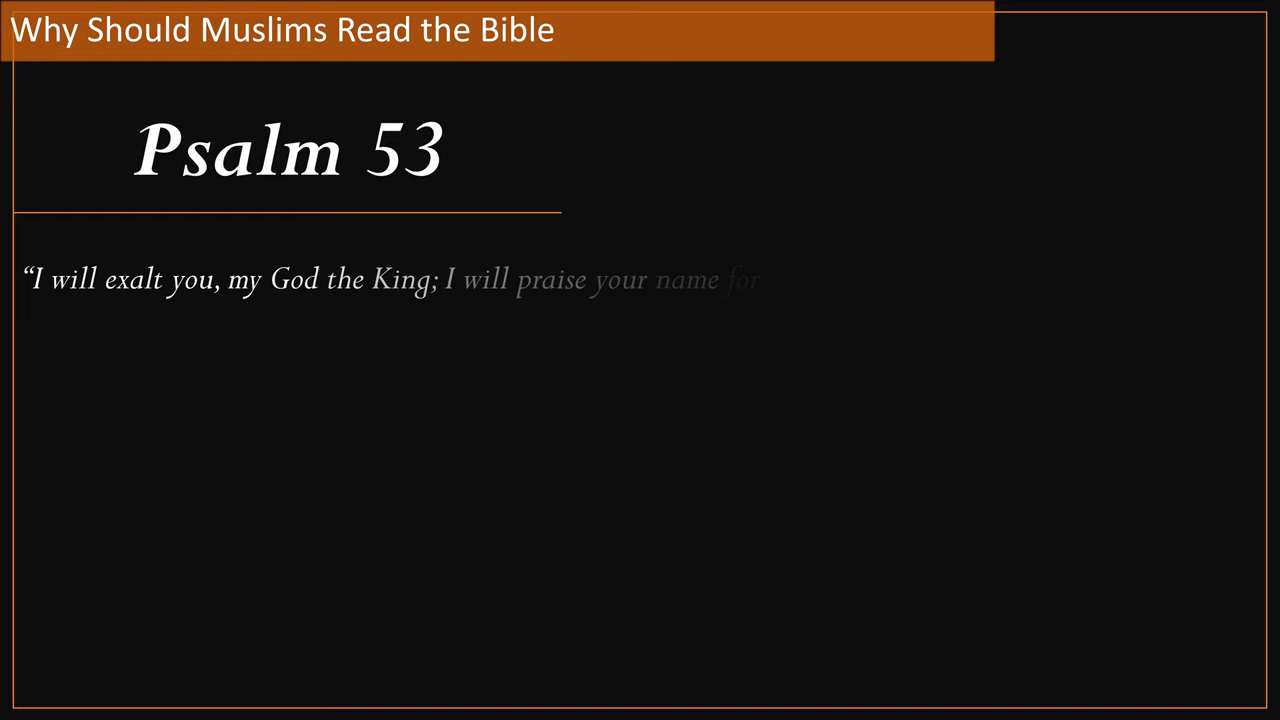 Why Should Muslims Read the Bible
Psalm 53
“I will exalt you, my God the King; I will praise your name for